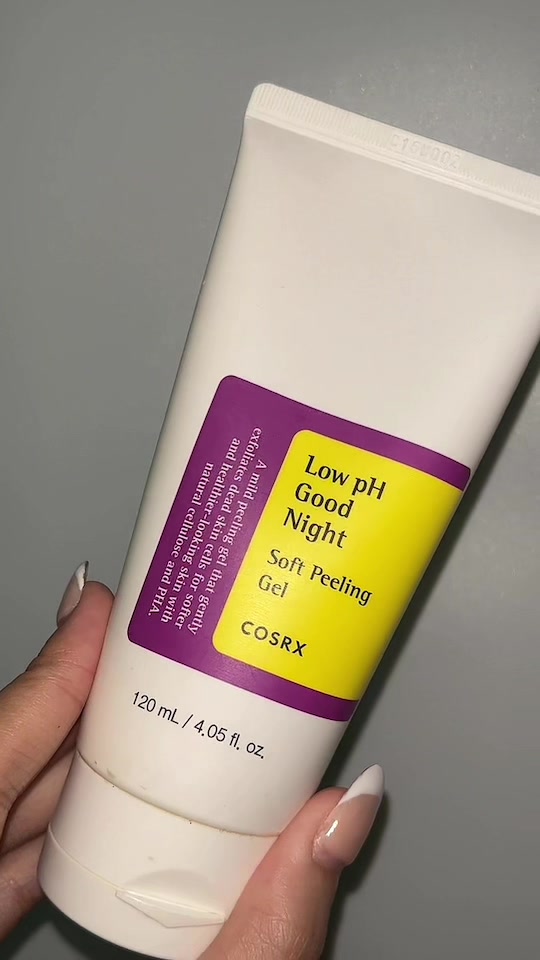 Low pH
Good
Night
Soft Peeling
Gel
COSRX
A mild peeling gel that gently
exfoliates dead skin cells for softer
and healthier-looking skin with
natural cellulose and PHA.
120 mL / 4.05 fl. oz.